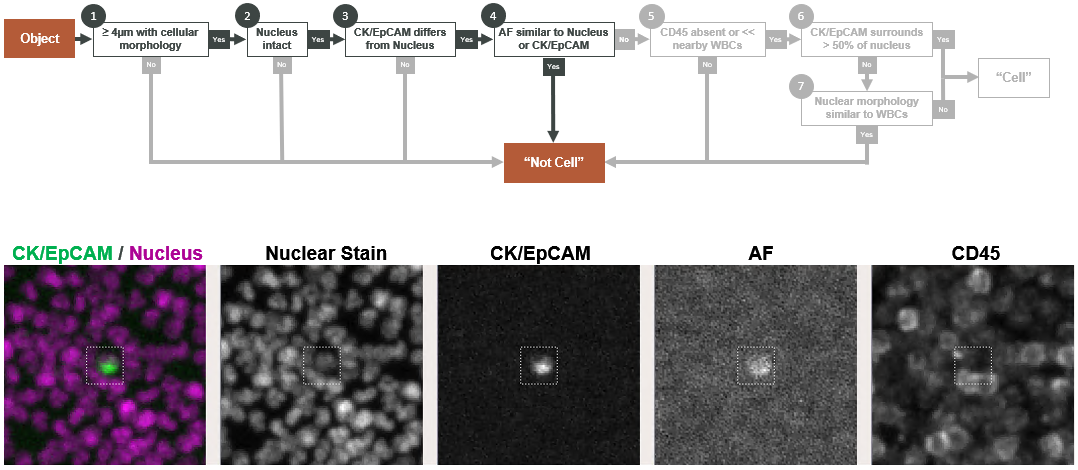 1
2
3
4
5
6
Object
≥ 4µm with cellular
morphology
Yes
No
Nucleus
intact
Yes
No
CK/EpCAM differs
from Nucleus
Yes
No
AF similar to Nucleus
or CK/EpCAM
No
Yes
CD45 absent or <<
nearby WBCs
Yes
No
CK/EpCAM surrounds
> 50% of nucleus
Yes
No
7
Nuclear morphology
similar to WBCs
No
Yes
“Cell”
“Not Cell”
CK/EpCAM / Nucleus
Nuclear Stain
CK/EpCAM
AF
CD45